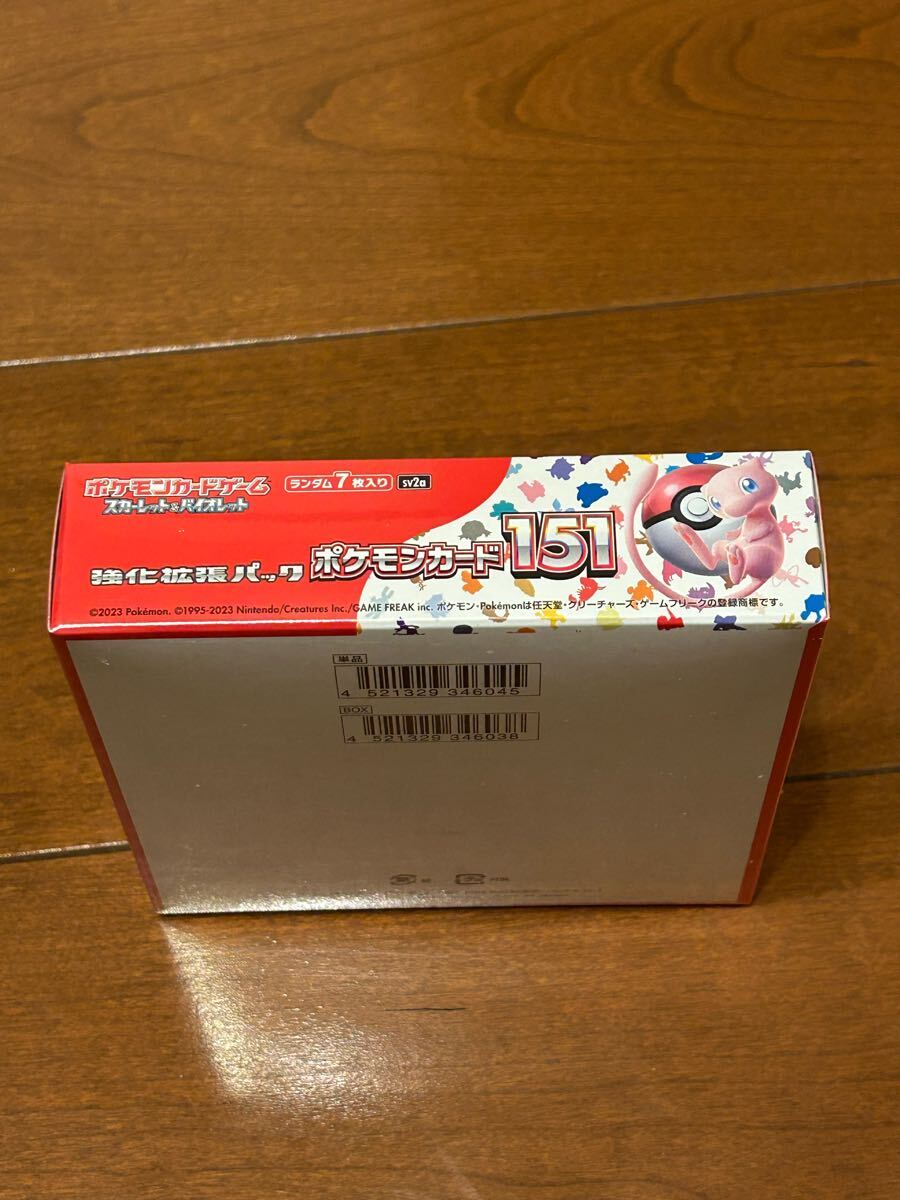 ポケモンカードゲーム
スカーレット&バイオレット
ランダム7枚入り sv2a
強化拡張パック ポケモンカード151
©2023 Pokémon. ©1995-2023 Nintendo/Creatures Inc./GAME FREAK inc. ポケモン・Pokémonは任天堂・クリーチャーズ・ゲームフリークの登録商標です。
単品
4 521329 346045
BOX
4 521329 346038